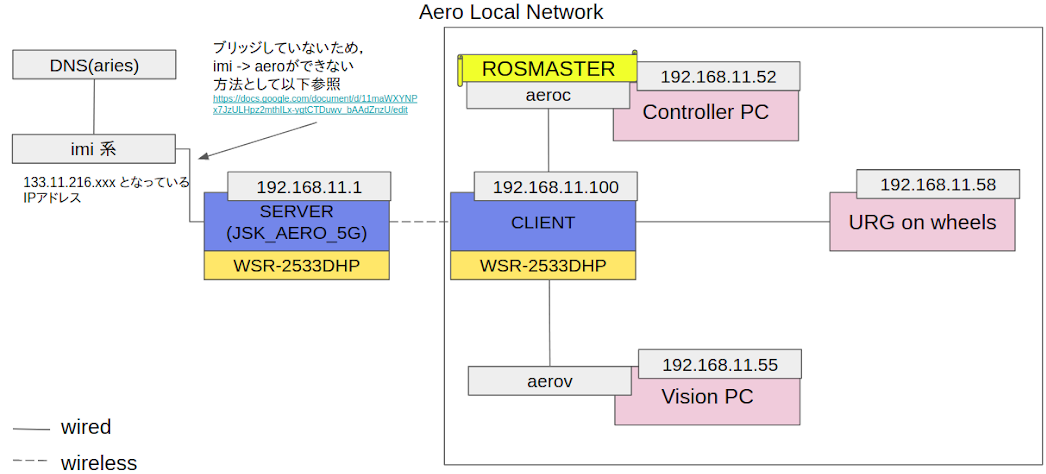 Aero Local Network
DNS(aries)
imi 系
133.11.216.xxx となっている
IPアドレス
ブリッジしていないため,
imi -> aeroができない
方法として以下参照
https://docs.google.com/document/d/11maWXYNP
x7JzULHpz2mthILx-vgtCTDuwv_bAAdZnzU/edit
192.168.11.1
SERVER
(JSK_AERO_5G)
WSR-2533DHP
ROSMASTER
aeroc
192.168.11.52
Controller PC
192.168.11.100
CLIENT
WSR-2533DHP
192.168.11.58
URG on wheels
aerov
192.168.11.55
Vision PC
wired
wireless